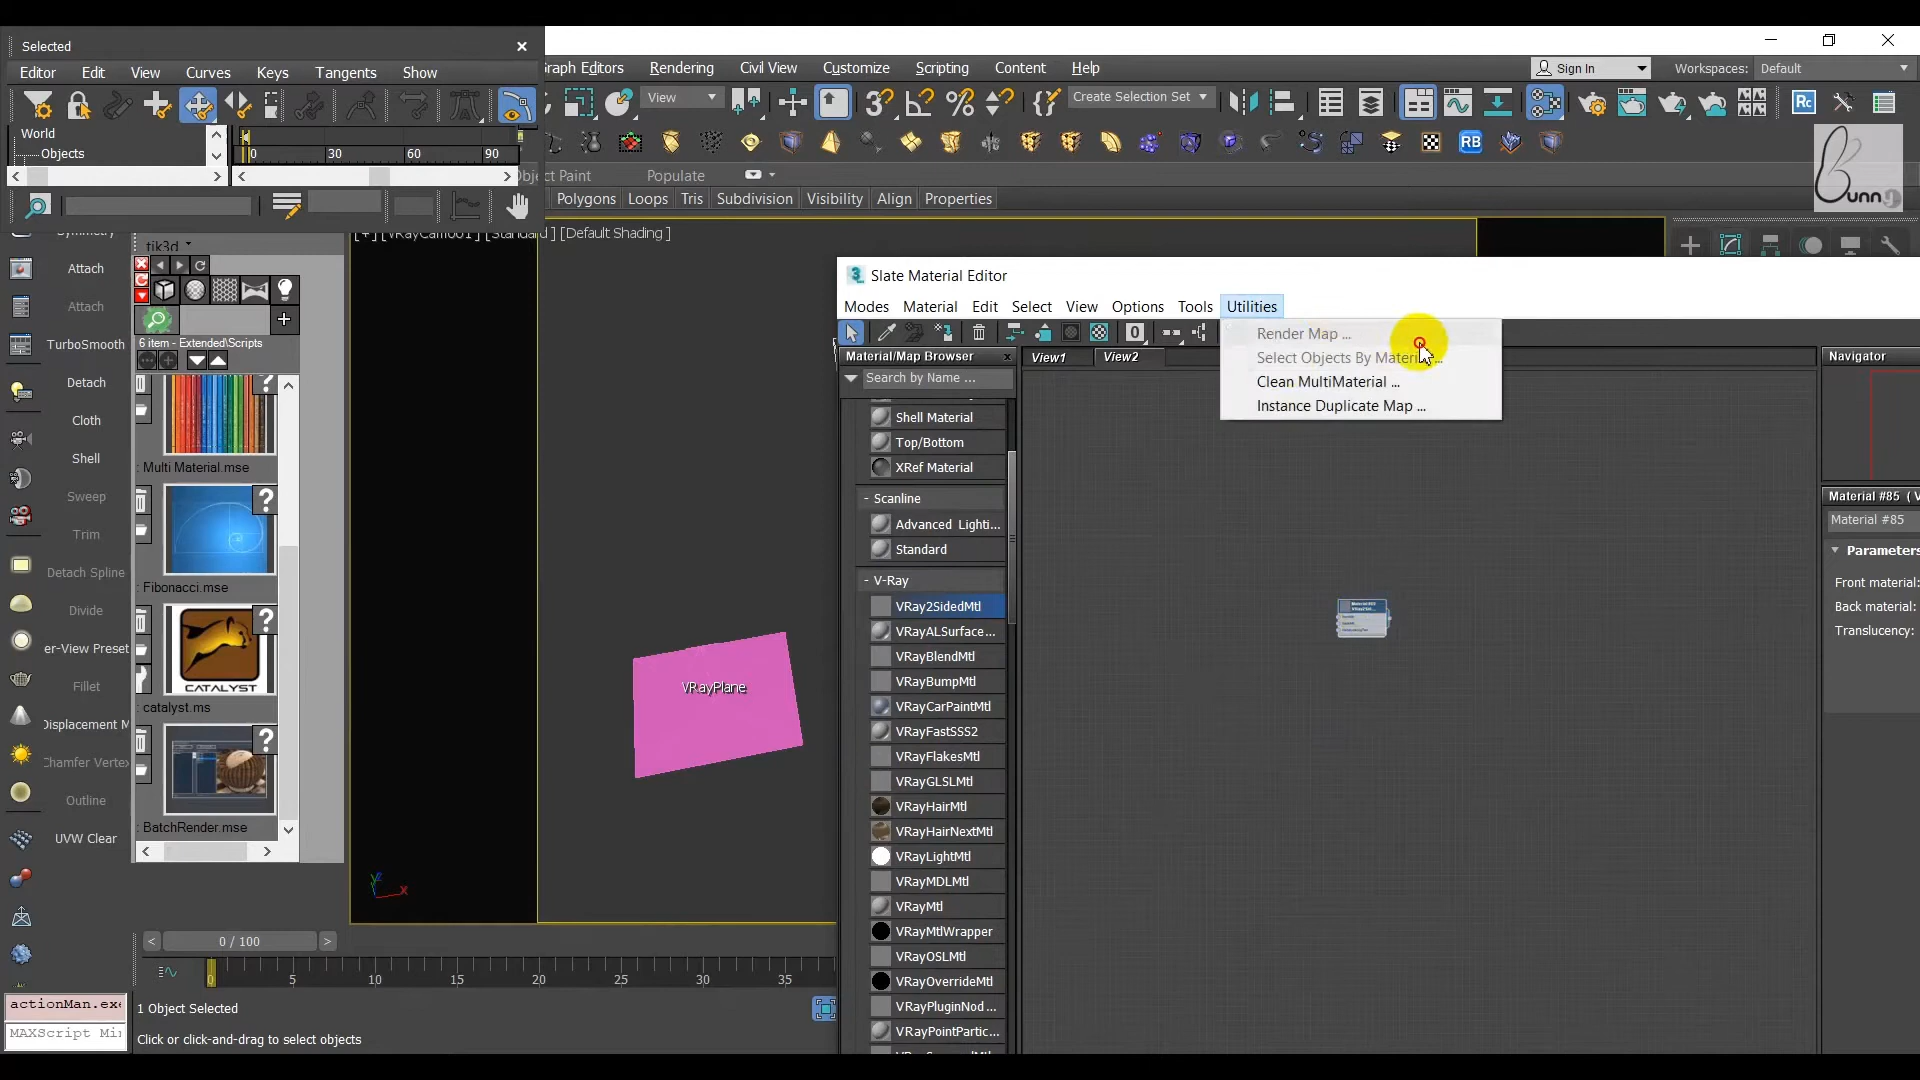 Selected
Editor Edit View Curves Keys Tangents Show
World
Objects
0 30 60 90
Graph Editors Rendering Civil View Customize Scripting Content Help
Sign In Workspaces: Default
View Create Selection Set
Rc
RB
Bunng
Object Paint Populate
Polygons Loops Tris Subdivision Visibility Align Properties
[+] [VRayCam001] [Standard] [Default Shading]
tik3d
6 item - Extended\Scripts
Attach
Attach
TurboSmooth
Detach
Cloth
Shell
Sweep
Trim
Detach Spline
Divide
er-View Preset
Fillet
Displacement M
Chamfer Vertex
Outline
UVW Clear
: Multi Material.mse
: Fibonacci.mse
CATALYST
: catalyst.ms
: BatchRender.mse
VRayPlane
Slate Material Editor
Modes Material Edit Select View Options Tools Utilities
Render Map ...
Clean MultiMaterial ...
Instance Duplicate Map ...
Material/Map Browser
Search by Name ...
Shell Material
Top/Bottom
XRef Material
- Scanline
Advanced Lighti...
Standard
- V-Ray
VRay2SidedMtl
VRayALSurface...
VRayBlendMtl
VRayBumpMtl
VRayCarPaintMtl
VRayFastSSS2
VRayFlakesMtl
VRayGLSLMtl
VRayHairMtl
VRayHairNextMtl
VRayLightMtl
VRayMDLMtl
VRayMtl
VRayMtlWrapper
VRayOSLMtl
VRayOverrideMtl
VRayPluginNod...
VRayPointPartic...
View1 View2
Navigator
Material #85 ( V
Material #85
Parameters
Front material:
Back material:
Translucency:
0 / 100
0 5 10 15 20 25 30 35
actionMan.exe
MAXScript Mi
1 Object Selected
Click or click-and-drag to select objects